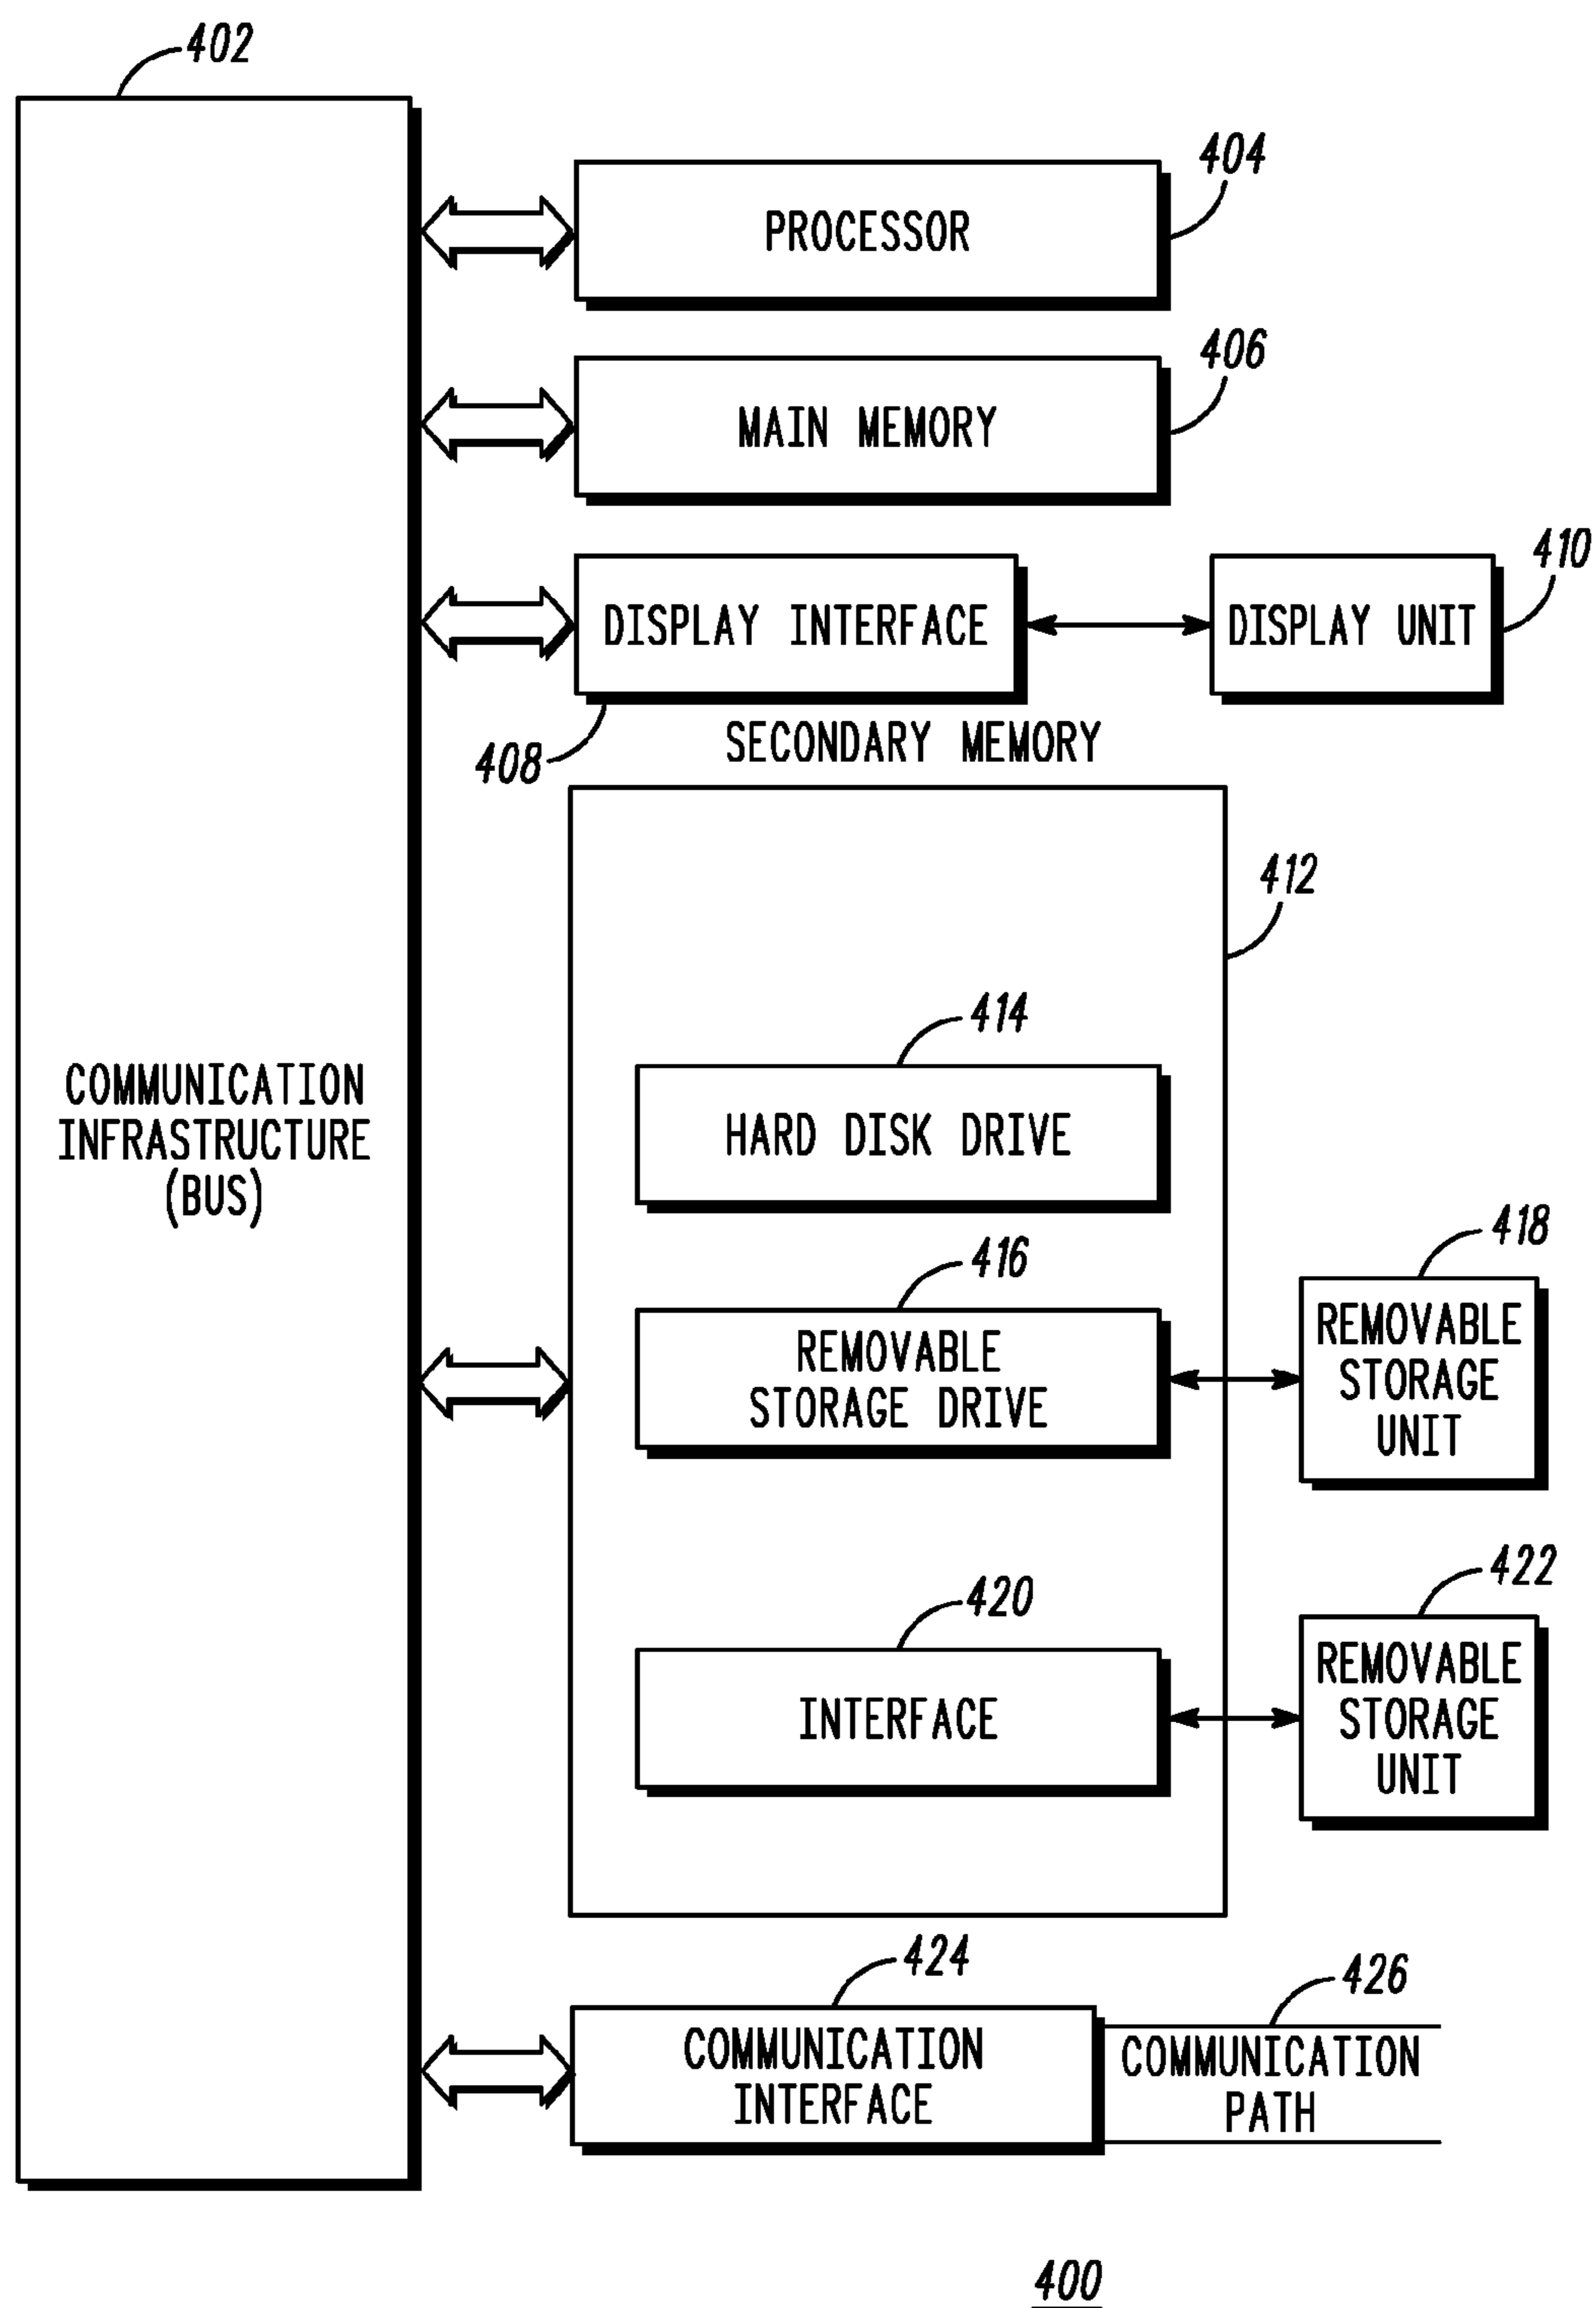 402
404
PROCESSOR
406
MAIN MEMORY
410
DISPLAY INTERFACE
DISPLAY UNIT
408
SECONDARY MEMORY
412
414
HARD DISK DRIVE
COMMUNICATION
INFRASTRUCTURE
(BUS)
416
REMOVABLE
STORAGE DRIVE
418
REMOVABLE
STORAGE
UNIT
420
INTERFACE
422
REMOVABLE
STORAGE
UNIT
424
COMMUNICATION
INTERFACE
426
COMMUNICATION
PATH
400